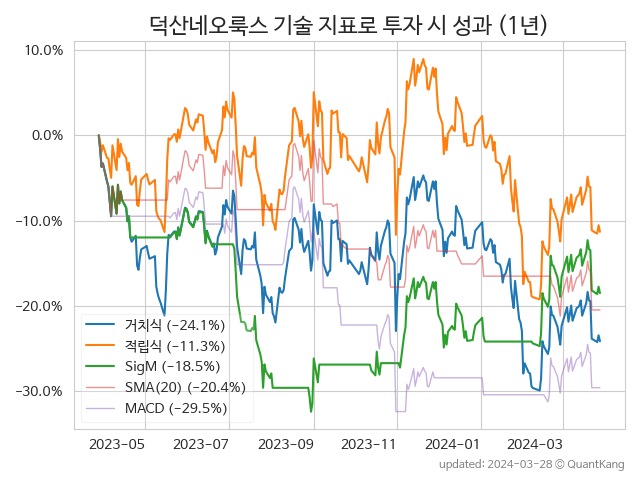 덕산네오룩스 기술 지표로 투자 시 성과 (1년)
10.0%
0.0%
−10.0%
−20.0%
−30.0%
거치식 (−24.1%)
적립식 (−11.3%)
SigM (−18.5%)
SMA(20) (−20.4%)
MACD (−29.5%)
2023−05
2023−07
2023−09
2023−11
2024−01
2024−03
updated: 2024−03−28 © QuantKang